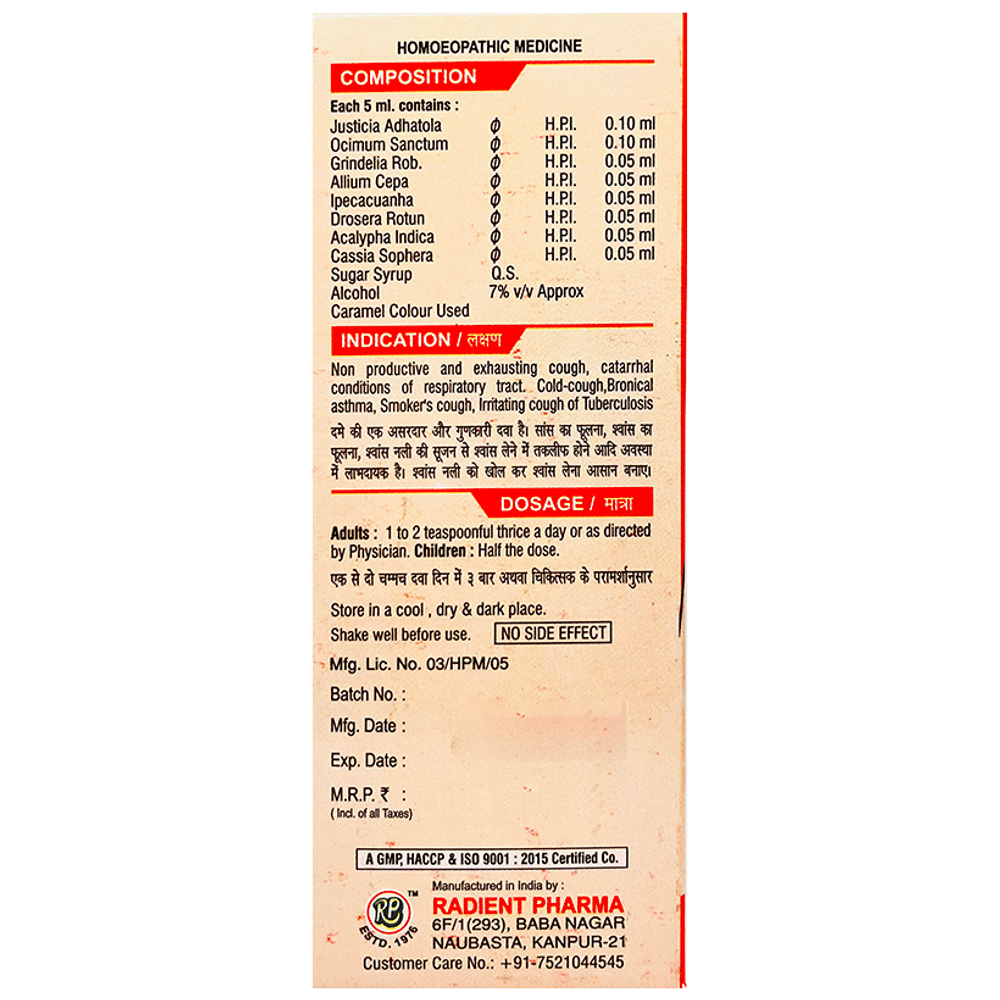 HOMOEOPATHIC MEDICINE
COMPOSITION
Each 5 ml. contains :
Justicia Adhatola ϕ H.P.I. 0.10 ml
Ocimum Sanctum ϕ H.P.I. 0.10 ml
Grindelia Rob. ϕ H.P.I. 0.05 ml
Allium Cepa ϕ H.P.I. 0.05 ml
Ipecacuanha ϕ H.P.I. 0.05 ml
Drosera Rotun ϕ H.P.I. 0.05 ml
Acalypha Indica ϕ H.P.I. 0.05 ml
Cassia Sophera ϕ H.P.I. 0.05 ml
Sugar Syrup Q.S.
Alcohol 7% v/v Approx
Caramel Colour Used
INDICATION / लक्षण
Non productive and exhausting cough, catarrhal
conditions of respiratory tract. Cold-cough,Bronical
asthma, Smoker's cough, Irritating cough of Tuberculosis
दमे की एक असरदार और गुणकारी दवा है। सांस का फूलना, श्वांस का
फूलना, श्वांस नली की सूजन से श्वांस लेने में तकलीफ होने आदि अवस्था
में लाभदायक है। श्वांस नली को खोल कर श्वांस लेना आसान बनाए।
DOSAGE / मात्रा
Adults : 1 to 2 teaspoonful thrice a day or as directed
by Physician. Children : Half the dose.
एक से दो चम्मच दवा दिन में ३ बार अथवा चिकित्सक के परामर्शानुसार
Store in a cool , dry & dark place.
Shake well before use. NO SIDE EFFECT
Mfg. Lic. No. 03/HPM/05
Batch No. :
Mfg. Date :
Exp. Date :
M.R.P. ₹ :
( Incl. of all Taxes)
A GMP, HACCP & ISO 9001 : 2015 Certified Co.
Manufactured in India by :
RP TM
ESTD. 1976
RADIENT PHARMA
6F/1(293), BABA NAGAR
NAUBASTA, KANPUR-21
Customer Care No.: +91-7521044545